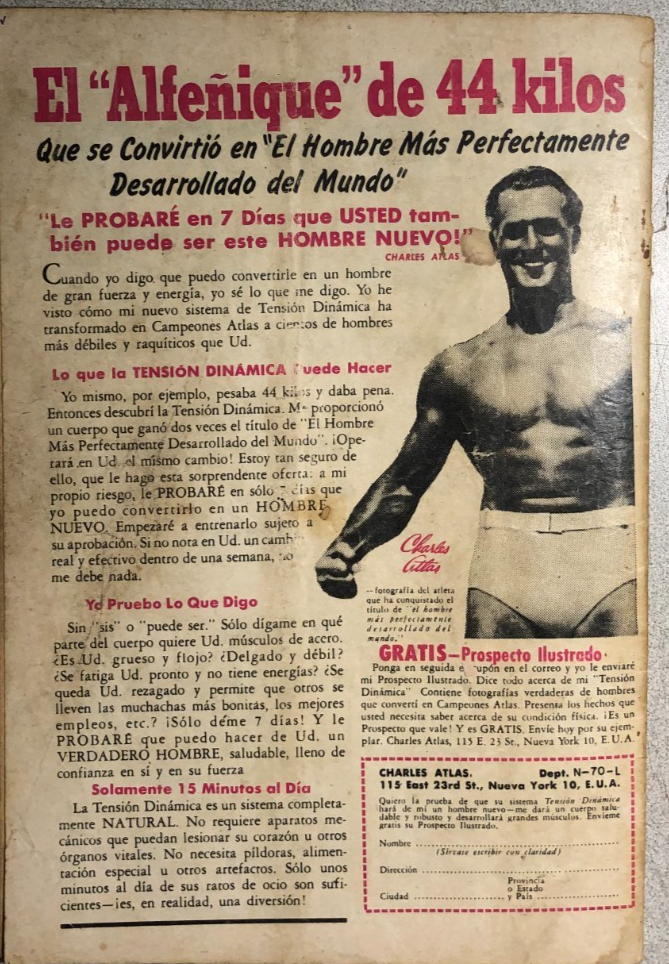 El "Alfeñique" de 44 kilos
Que se Convirtió en "El Hombre Más Perfectamente
Desarrollado del Mundo"
"Le PROBARÉ en 7 Días que USTED tam-
bién puede ser este HOMBRE NUEVO!"
CHARLES ATLAS
Cuando yo digo que puedo convertirle en un hombre
de gran fuerza y energía, yo sé lo que me digo. Yo he
visto cómo mi nuevo sistema de Tensión Dinámica ha
transformado en Campeones Atlas a cientos de hombres
más débiles y raquíticos que Ud.
Lo que la TENSIÓN DINÁMICA Puede Hacer
Yo mismo, por ejemplo, pesaba 44 kilos y daba pena.
Entonces descubrí la Tensión Dinámica. Me proporcionó
un cuerpo que ganó dos veces el título de "El Hombre
Más Perfectamente Desarrollado del Mundo". ¡Ope-
rará en Ud. el mismo cambio! Estoy tan seguro de
ello, que le hago esta sorprendente oferta: a mi
propio riesgo, le PROBARÉ en sólo 7 días que
yo puedo convertirlo en un HOMBRE
NUEVO. Empezaré a entrenarlo sujeto a
su aprobación. Si no nota en Ud. un cambio
real y efectivo dentro de una semana, no
me debe nada.
Yo Pruebo Lo Que Digo
Sin "sis" o "puede ser." Sólo dígame en qué
parte del cuerpo quiere Ud. músculos de acero.
¿Es Ud. grueso y flojo? ¿Delgado y débil?
¿Se fatiga Ud. pronto y no tiene energías? ¿Se
queda Ud. rezagado y permite que otros se
lleven las muchachas más bonitas, los mejores
empleos, etc.? ¡Sólo déme 7 días! Y le
PROBARÉ que puedo hacer de Ud. un
VERDADERO HOMBRE, saludable, lleno de
confianza en sí y en su fuerza
Solamente 15 Minutos al Día
La Tensión Dinámica es un sistema completa-
mente NATURAL. No requiere aparatos me-
cánicos que puedan lesionar su corazón u otros
órganos vitales. No necesita píldoras, alimen-
tación especial u otros artefactos. Sólo unos
minutos al día de sus ratos de ocio son sufi-
cientes—¡es, en realidad, una diversión!
Charles
Atlas
--fotografía del atleta
que ha conquistado el
título de "el hombre
más perfectamente
desarrollado del
mundo."
GRATIS—Prospecto Ilustrado
Ponga en seguida el cupón en el correo y yo le enviaré
mi Prospecto Ilustrado. Dice todo acerca de mi "Tensión
Dinámica" Contiene fotografías verdaderas de hombres
que convertí en Campeones Atlas. Presenta los hechos que
usted necesita saber acerca de su condición física. ¡Es un
Prospecto que vale! Y es GRATIS. Envíe hoy por su ejem-
plar. Charles Atlas, 115 E. 23 St., Nueva York 10, E.U.A.
CHARLES ATLAS. Dept. N-70-L
115 East 23rd St., Nueva York 10, E.U.A.
Quiero la prueba de que su sistema Tensión Dinámica
hará de mí un hombre nuevo—me dará un cuerpo salu-
dable y robusto y desarrollará grandes músculos. Envíeme
gratis su Prospecto Ilustrado.
Nombre
(Sírvase escribir con claridad)
Dirección
Provincia
o Estado
Ciudad y País